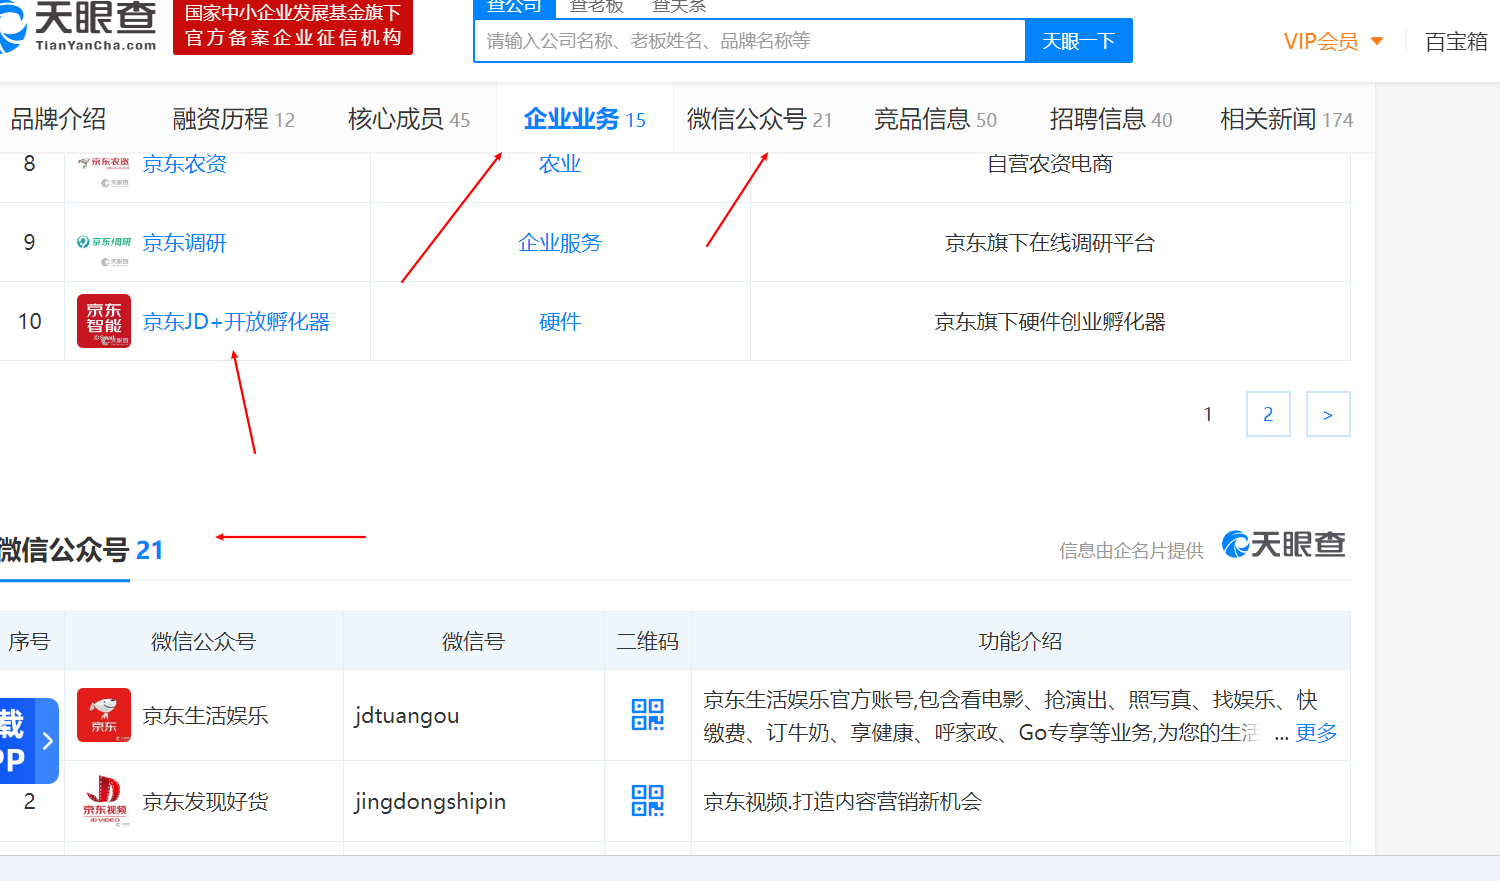 天眼查
TianYanCha.com
国家中小企业发展基金旗下
官方备案企业征信机构
查公司 查老板 查关系
请输入公司名称、老板姓名、品牌名称等 天眼一下
VIP会员 百宝箱
品牌介绍 融资历程 12 核心成员 45 企业业务 15 微信公众号 21 竞品信息 50 招聘信息 40 相关新闻 174
8 京东农资 京东农资 农业 自营农资电商
天眼查
9 京东调研 京东调研 企业服务 京东旗下在线调研平台
天眼查
10 京东智能 京东JD+开放孵化器 硬件 京东旗下硬件创业孵化器
1 2 >
微信公众号 21
信息由企名片提供 天眼查
序号 微信公众号 微信号 二维码 功能介绍
京东 京东生活娱乐 jdtuangou 京东生活娱乐官方账号,包含看电影、抢演出、照写真、找娱乐、快
缴费、订牛奶、享健康、呼家政、Go专享等业务,为您的生活 ... 更多
载
PP
2 京东视频 JD VIDEO 京东发现好货 jingdongshipin 京东视频.打造内容营销新机会